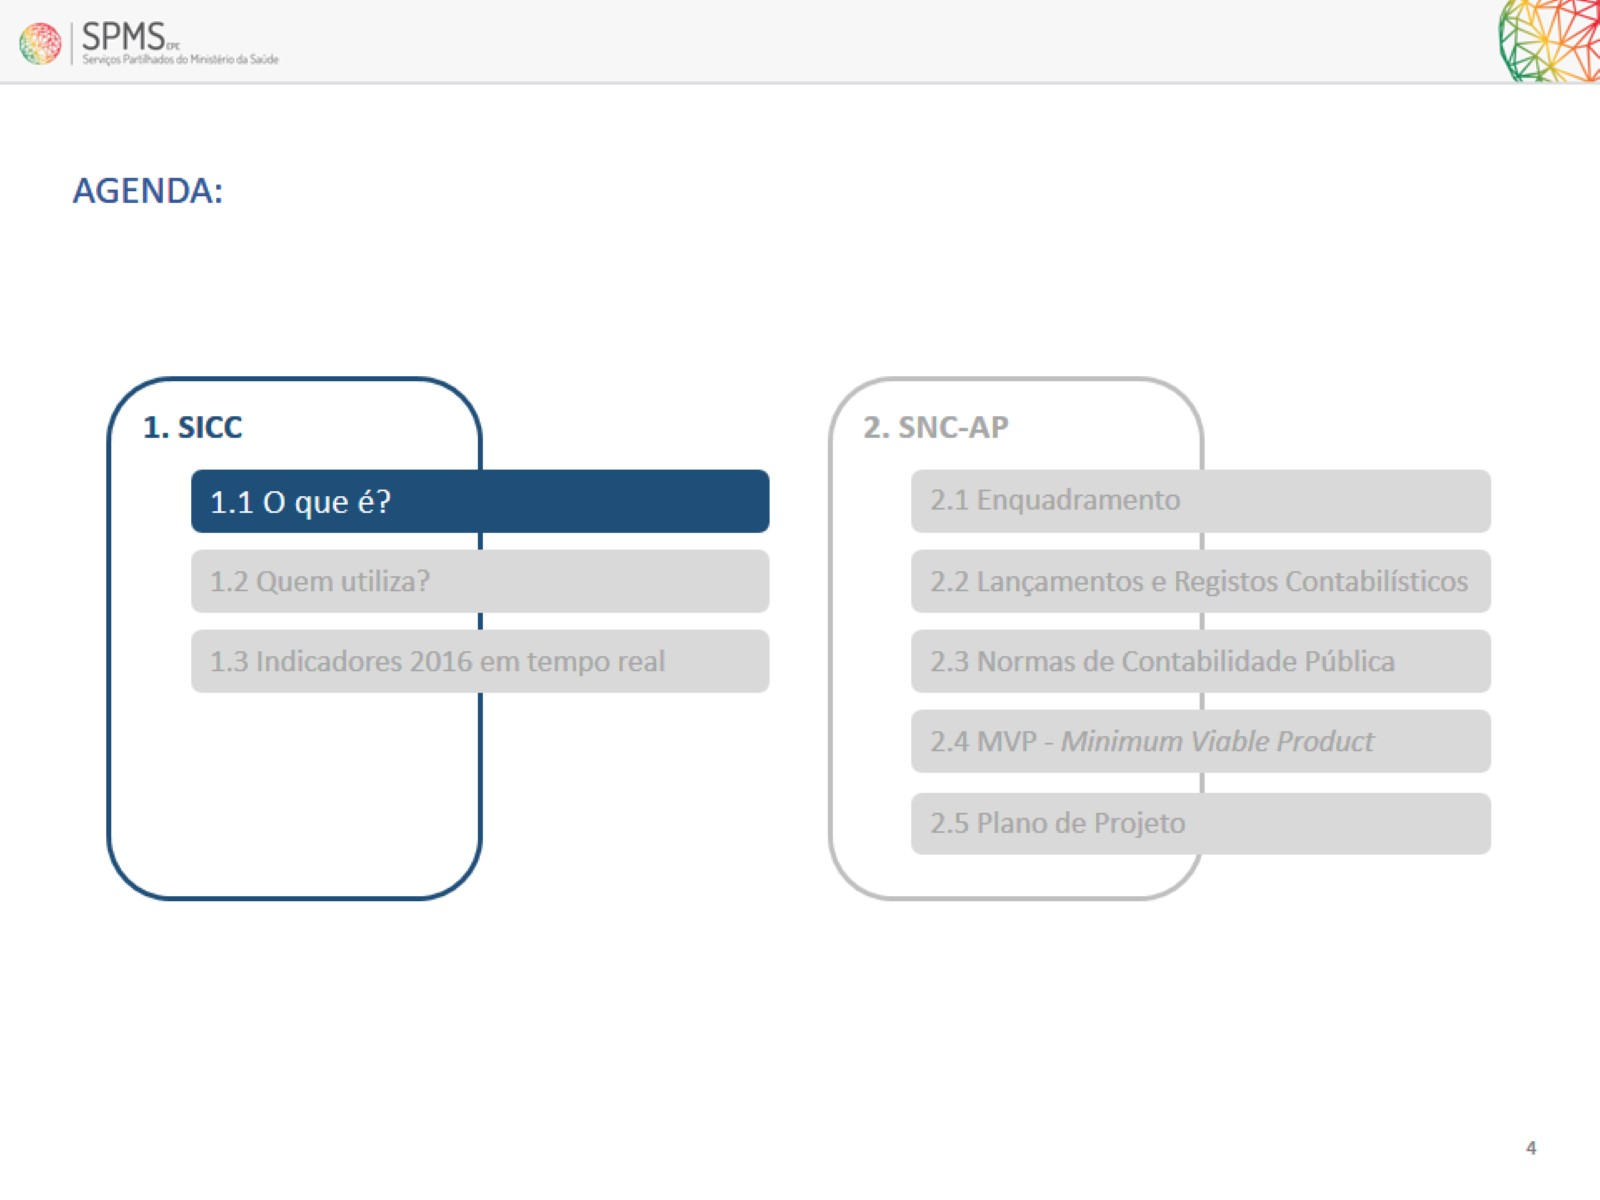 SPMS EPE
Serviços Partilhados do Ministério da Saúde
AGENDA:
1. SICC
1.1 O que é?
1.2 Quem utiliza?
1.3 Indicadores 2016 em tempo real
2. SNC-AP
2.1 Enquadramento
2.2 Lançamentos e Registos Contabilísticos
2.3 Normas de Contabilidade Pública
2.4 MVP - Minimum Viable Product
2.5 Plano de Projeto
4